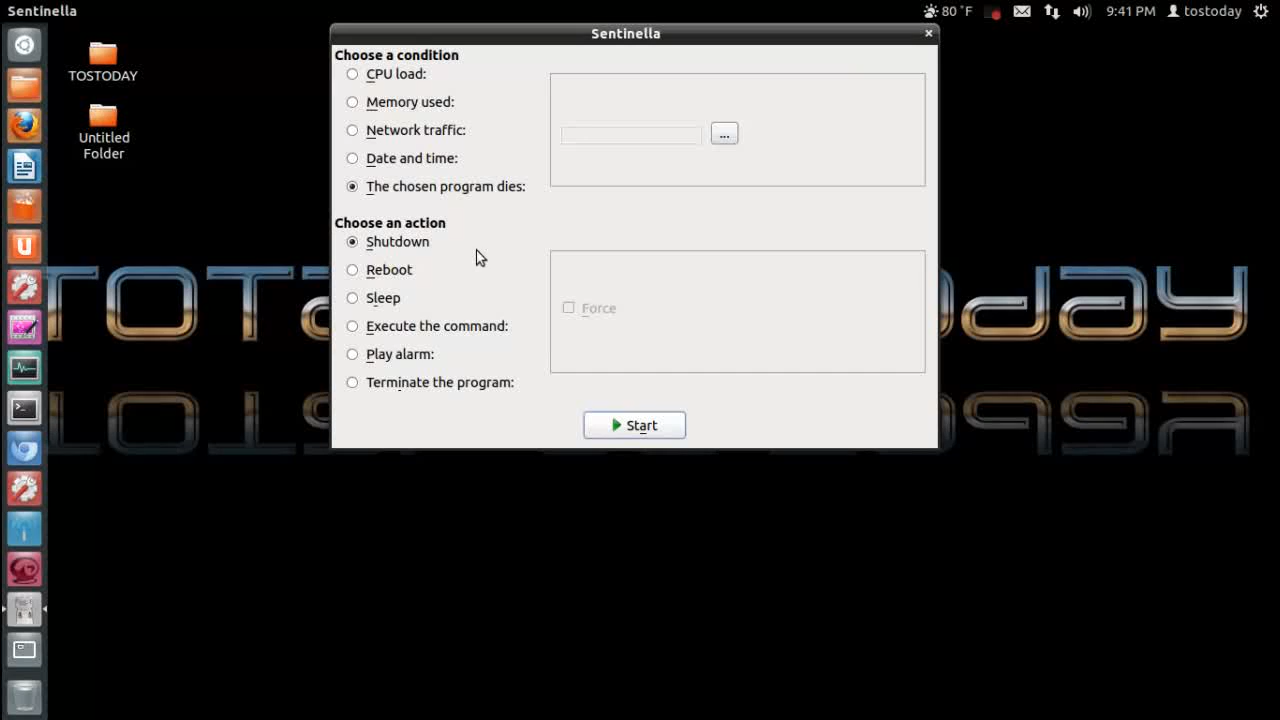 Sentinella
80 °F
9:41 PM
tostoday
TOSTODAY
Untitled
Folder
Sentinella
Choose a condition
CPU load:
Memory used:
Network traffic:
...
Date and time:
The chosen program dies:
Choose an action
Shutdown
Reboot
Sleep
Force
Execute the command:
Play alarm:
Terminate the program:
Start